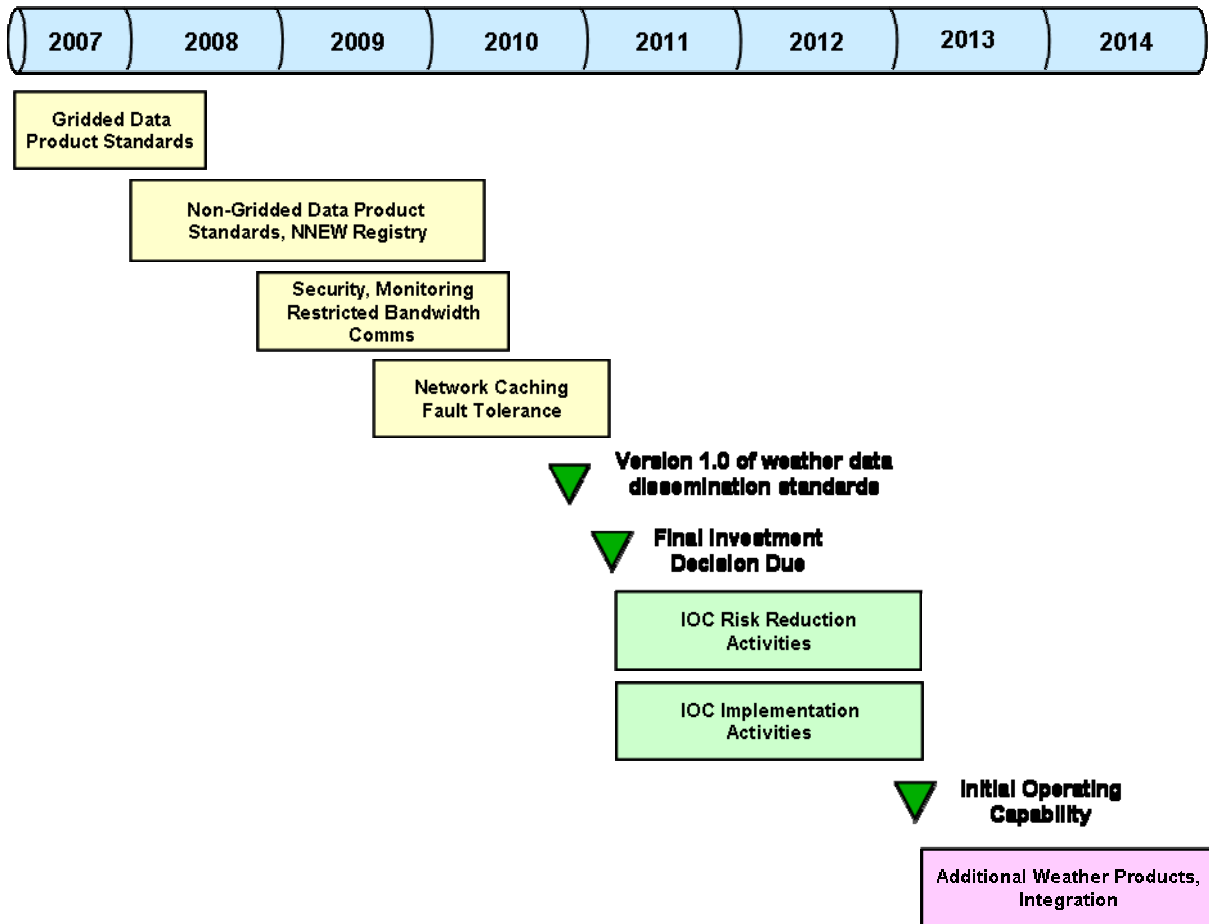 2007 2008 2009 2010 2011 2012 2013 2014
Gridded Data
Product Standards
Non-Gridded Data Product
Standards, NNEW Registry
Security, Monitoring
Restricted Bandwidth
Comms
Network Caching
Fault Tolerance
Version 1.0 of weather data
dissemination standards
Final Investment
Decision Due
IOC Risk Reduction
Activities
IOC Implementation
Activities
Initial Operating
Capability
Additional Weather Products,
Integration